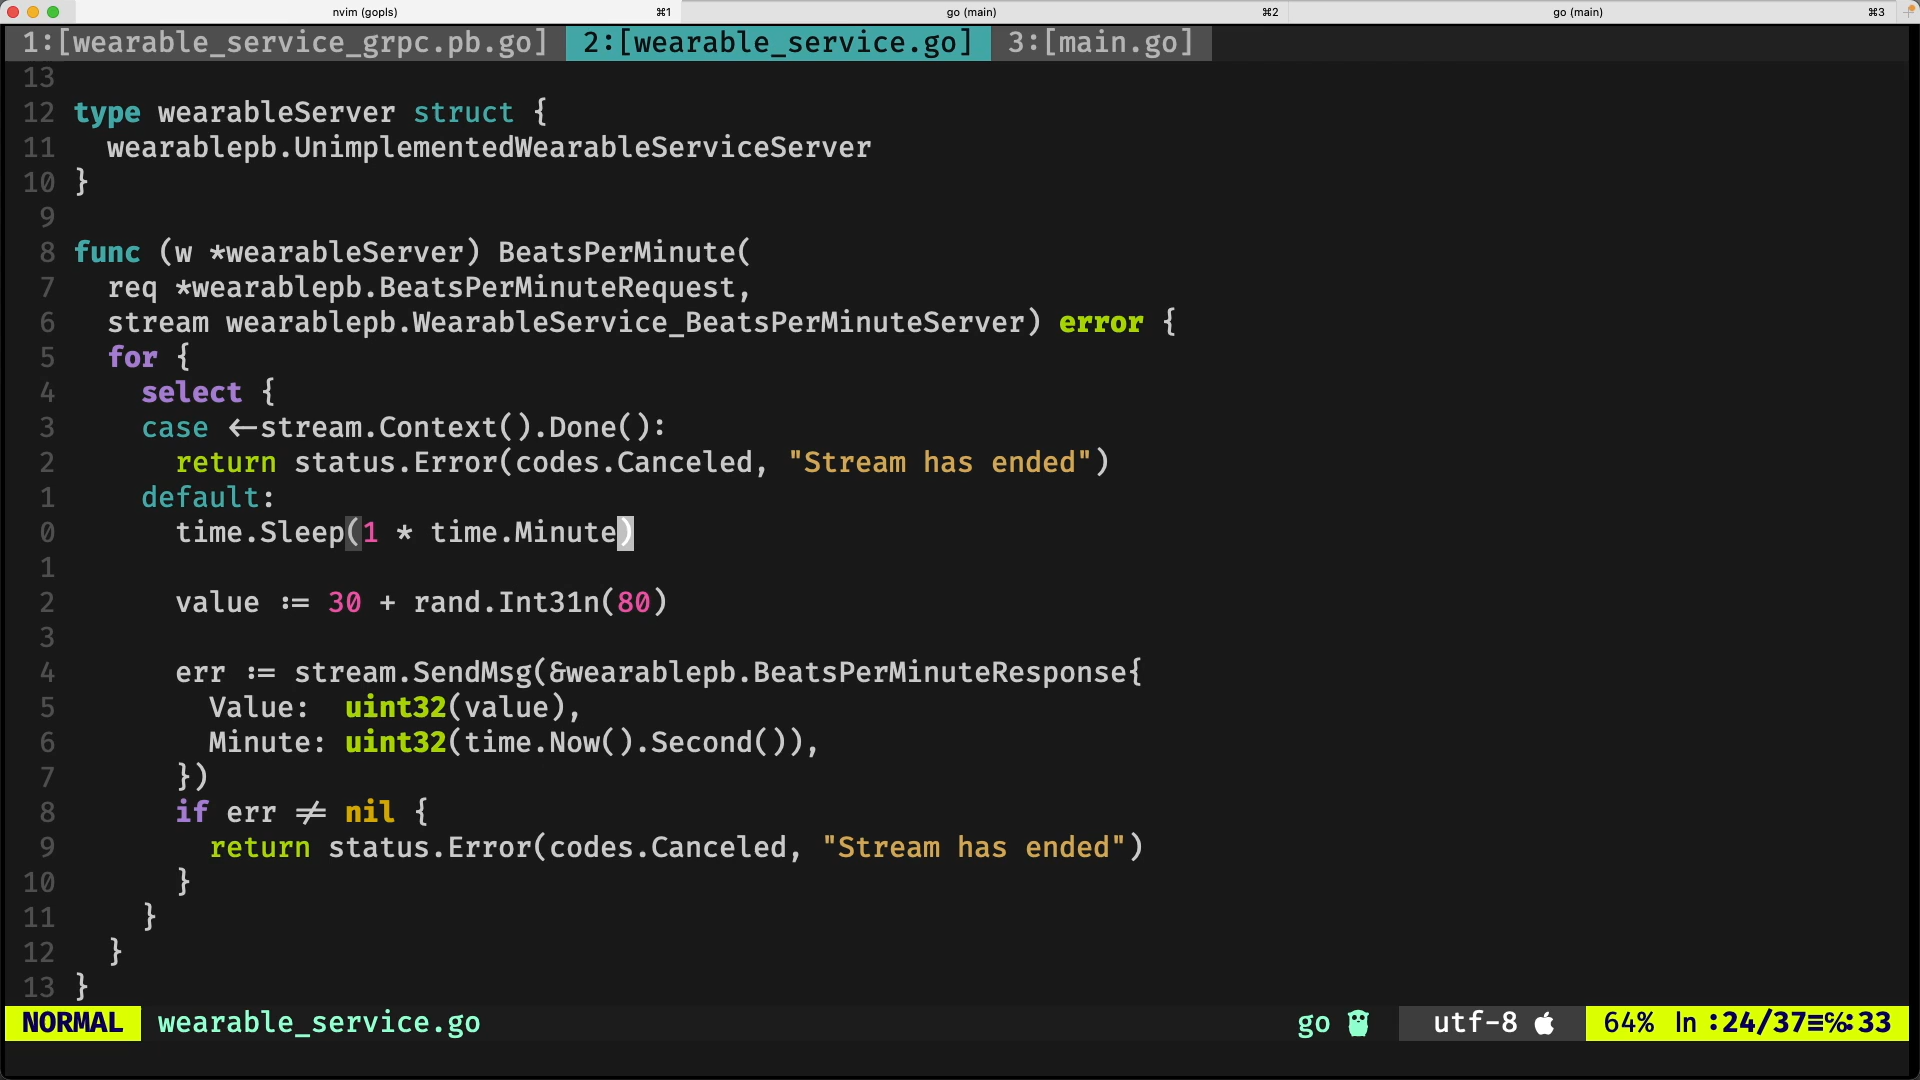 nvim (gopls) ⌘1 go (main) ⌘2 go (main) ⌘3
1:[wearable_service_grpc.pb.go] 2:[wearable_service.go] 3:[main.go]
13
12 type wearableServer struct {
11 wearablepb.UnimplementedWearableServiceServer
10 }
9
8 func (w *wearableServer) BeatsPerMinute(
7 req *wearablepb.BeatsPerMinuteRequest,
6 stream wearablepb.WearableService_BeatsPerMinuteServer) error {
5 for {
4 select {
3 case <-stream.Context().Done():
2 return status.Error(codes.Canceled, "Stream has ended")
1 default:
0 time.Sleep(1 * time.Minute)
1
2 value := 30 + rand.Int31n(80)
3
4 err := stream.SendMsg(&wearablepb.BeatsPerMinuteResponse{
5 Value: uint32(value),
6 Minute: uint32(time.Now().Second()),
7 })
8 if err != nil {
9 return status.Error(codes.Canceled, "Stream has ended")
10 }
11 }
12 }
13 }
NORMAL wearable_service.go go utf-8 64% ln :24/37≡℅:33